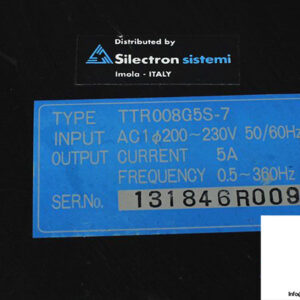 Distributed by
Silectron sistemi
Imola - ITALY
TYPE TTR008G5S-7
INPUT AC1ϕ200~230V 50/60Hz
OUTPUT CURRENT 5A
FREQUENCY 0.5~360Hz
SER.No. 131846R009